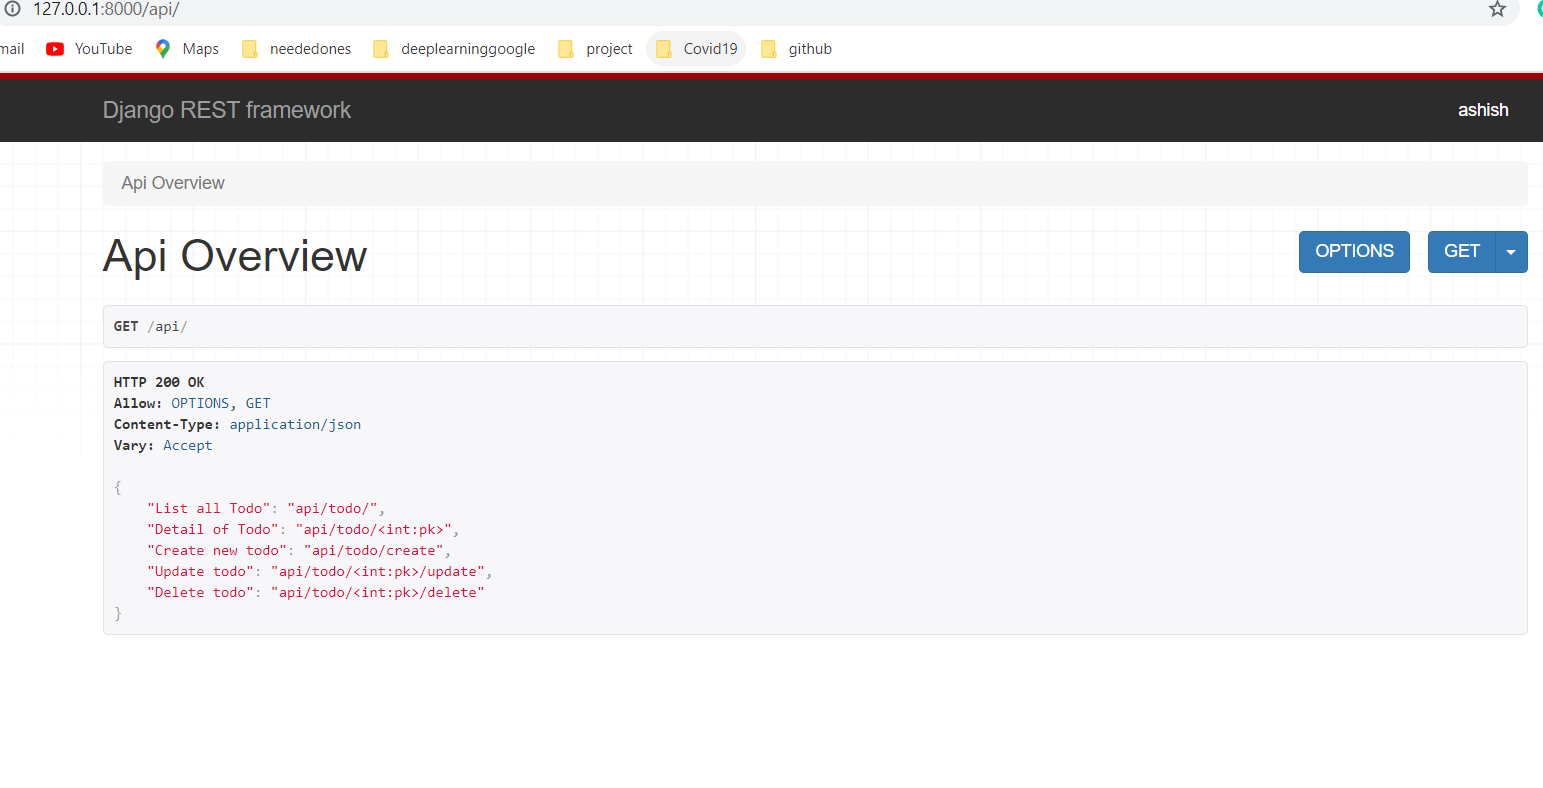 127.0.0.1:8000/api/
mail YouTube Maps neededones deeplearninggoogle project Covid19 github
Django REST framework ashish
Api Overview
Api Overview OPTIONS GET
GET /api/
HTTP 200 OK
Allow: OPTIONS, GET
Content-Type: application/json
Vary: Accept
{
"List all Todo": "api/todo/",
"Detail of Todo": "api/todo/<int:pk>",
"Create new todo": "api/todo/create",
"Update todo": "api/todo/<int:pk>/update",
"Delete todo": "api/todo/<int:pk>/delete"
}